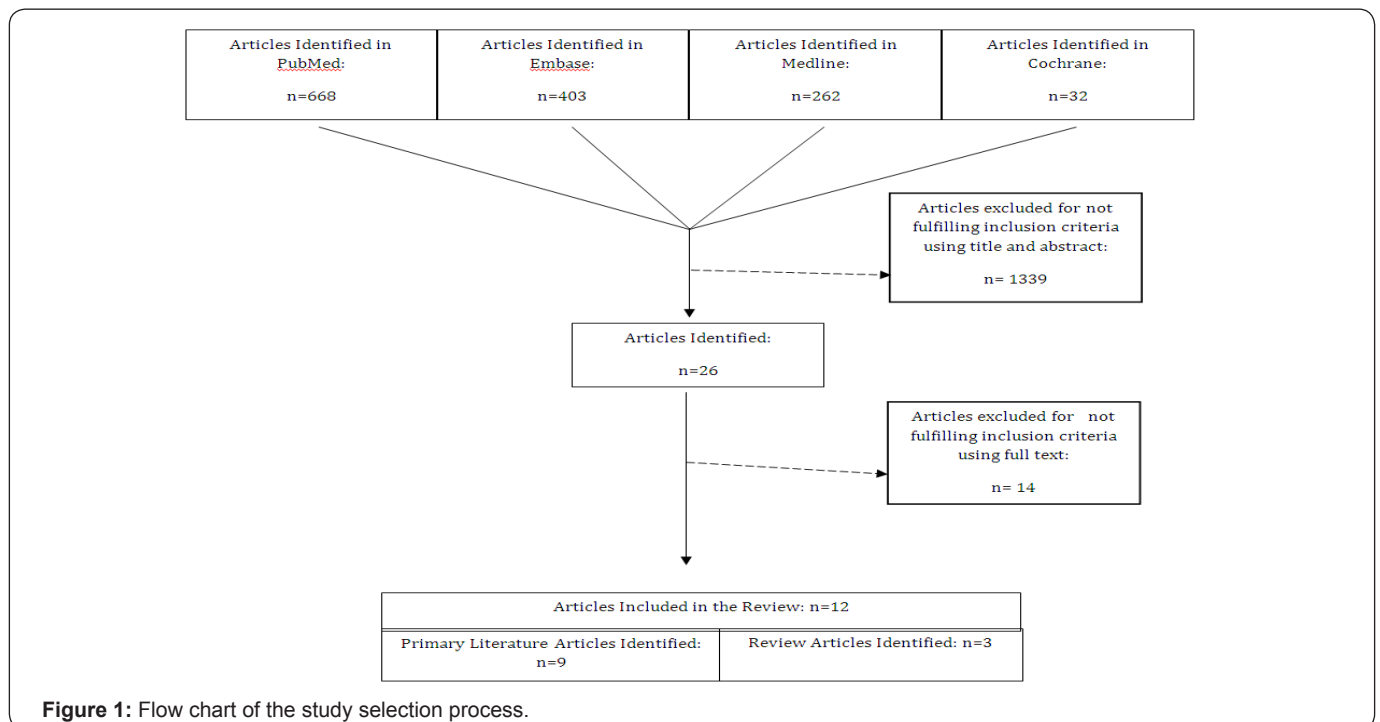 Articles Identified in
PubMed:
n=668
Articles Identified in
Embase:
n=403
Articles Identified in
Medline:
n=262
Articles Identified in
Cochrane:
n=32
Articles excluded for not
fulfilling inclusion criteria
using title and abstract:
n= 1339
Articles Identified:
n=26
Articles excluded for not
fulfilling inclusion criteria
using full text:
n= 14
Articles Included in the Review: n=12
Primary Literature Articles Identified:
n=9
Review Articles Identified: n=3
Figure 1: Flow chart of the study selection process.